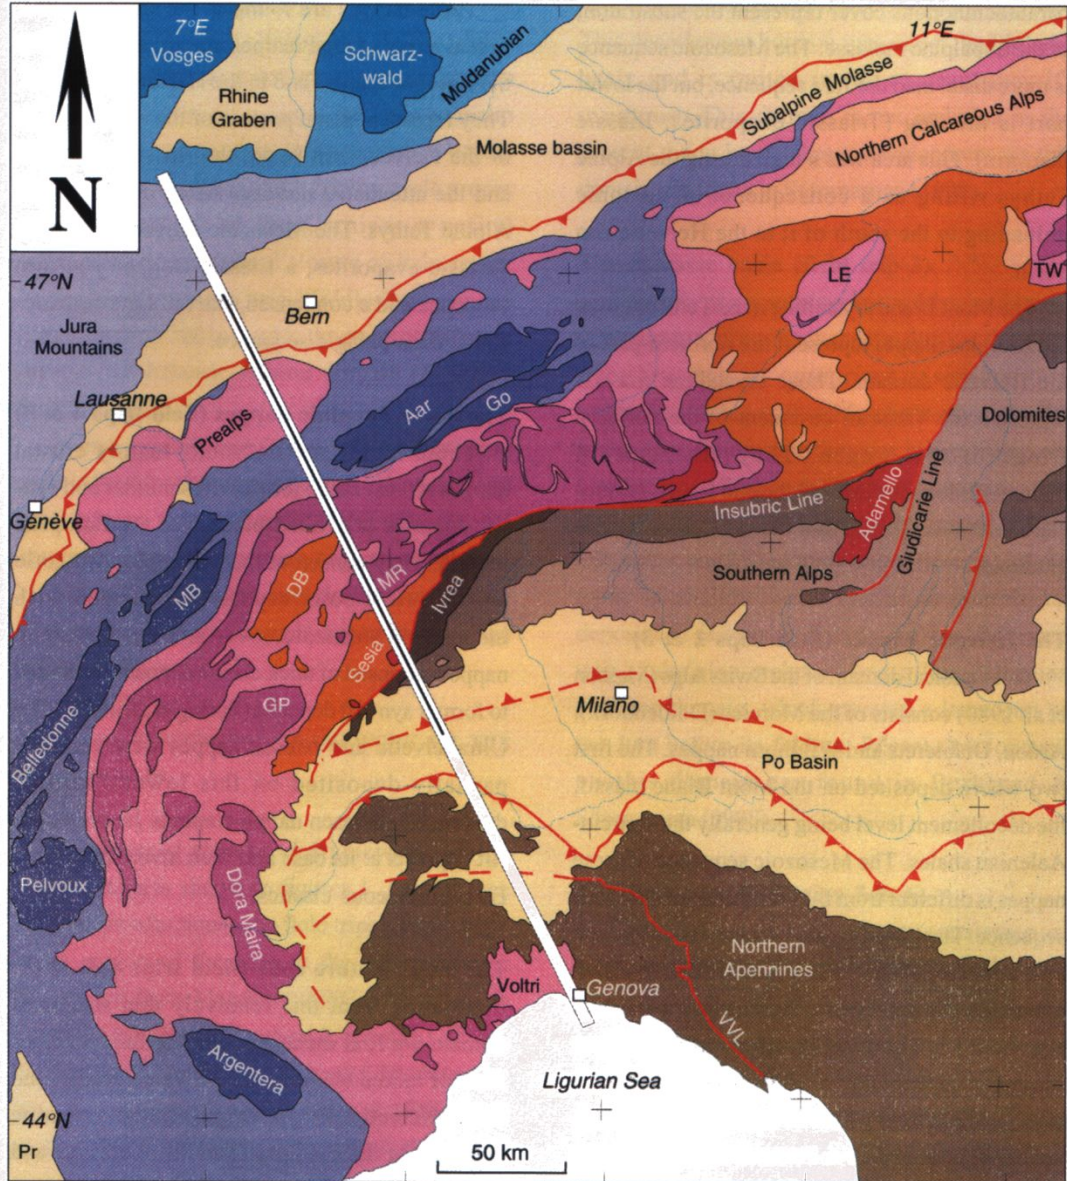 7°E
Vosges
Schwarz-
wald
Moldanubian
11°E
Rhine
Graben
Subalpine Molasse
Molasse bassin
Northern Calcareous Alps
N
47°N
LE
TW
Bern
Jura
Mountains
Lausanne
Aar
Go
Prealps
Dolomites
Genève
Insubric Line
Adamello
Giudicarie Line
MB
DB
MR
Ivrea
Southern Alps
Sesia
GP
Milano
Belledonne
Po Basin
Pelvoux
Dora Maira
Northern
Apennines
Voltri
Genova
VVL
Argentera
Ligurian Sea
44°N
Pr
50 km